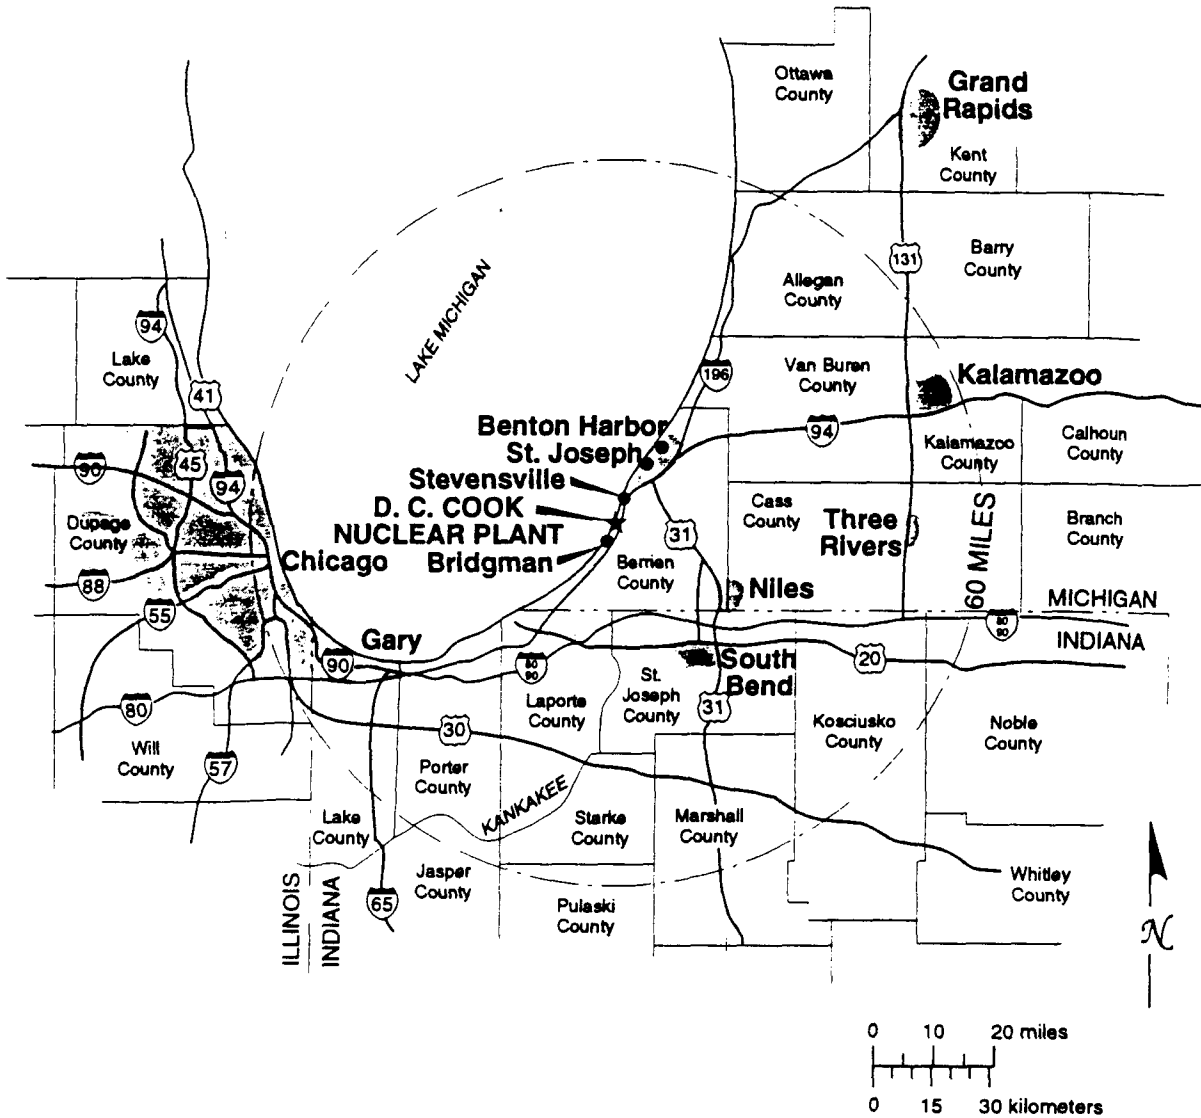 Ottawa
County
Grand
Rapids
Kent
County
131
Barry
County
LAKE MICHIGAN
Allegan
County
94
Lake
County
41
196
Van Buren
County
Kalamazoo
Benton Harbor
St. Joseph
94
Kalamazoo
County
Calhoun
County
90
45
94
Stevensville
D. C. COOK
NUCLEAR PLANT
Bridgman
Dupage
County
Chicago
88
55
31
Cass
County
Three
Rivers
60 MILES
Branch
County
Berrien
County
Niles
MICHIGAN
INDIANA
80
90
Gary
90
80
90
South
Bend
20
80
Laporte
County
St.
Joseph
County
31
Kosciusko
County
Noble
County
Will
County
57
30
Porter
County
KANKAKEE
Lake
County
Starke
County
Marshall
County
Jasper
County
65
Pulaski
County
Whitley
County
ILLINOIS
INDIANA
N
0 10 20 miles
0 15 30 kilometers